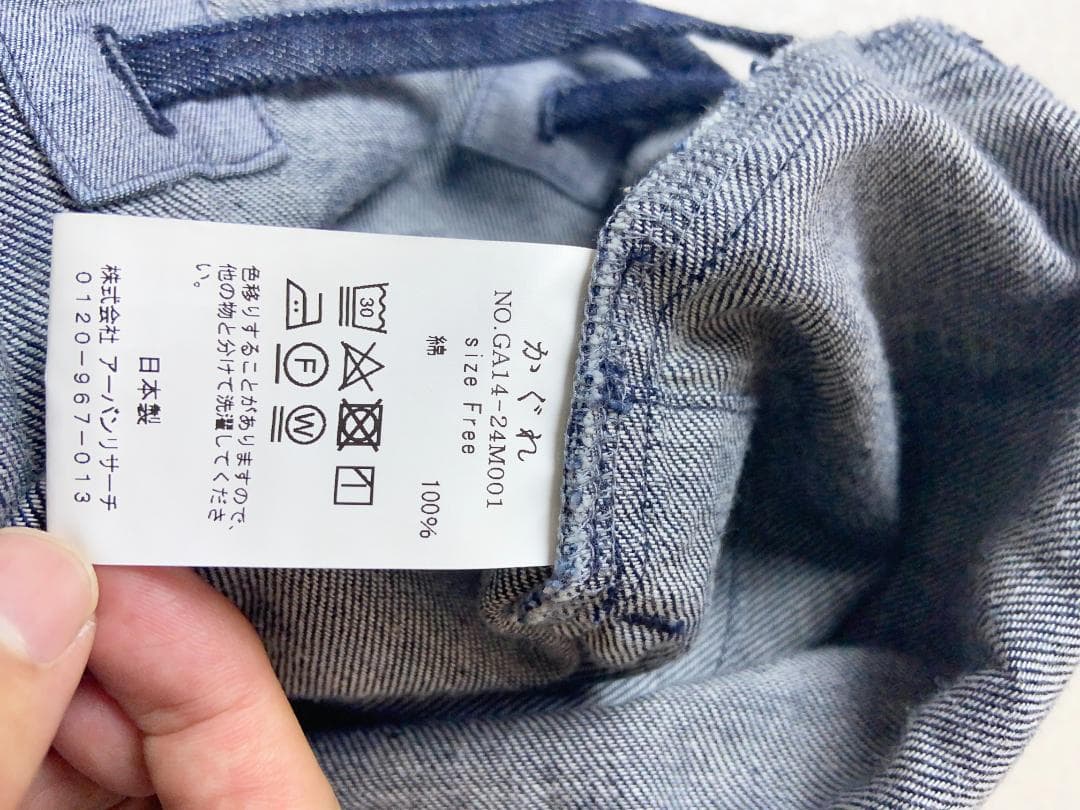 かぐれ
NO.GA14-24M001
size Free
綿 100%
30
F W
色移りすることがありますので、
他の物と分けて洗濯してくださ
い。
日本製
株式会社 アーバンリサーチ
0120-967-013